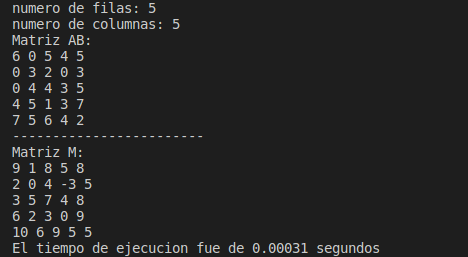 numero de filas: 5
numero de columnas: 5
Matriz AB:
6 0 5 4 5
0 3 2 0 3
0 4 4 3 5
4 5 1 3 7
7 5 6 4 2
------------------------
Matriz M:
9 1 8 5 8
2 0 4 -3 5
3 5 7 4 8
6 2 3 0 9
10 6 9 5 5
El tiempo de ejecucion fue de 0.00031 segundos